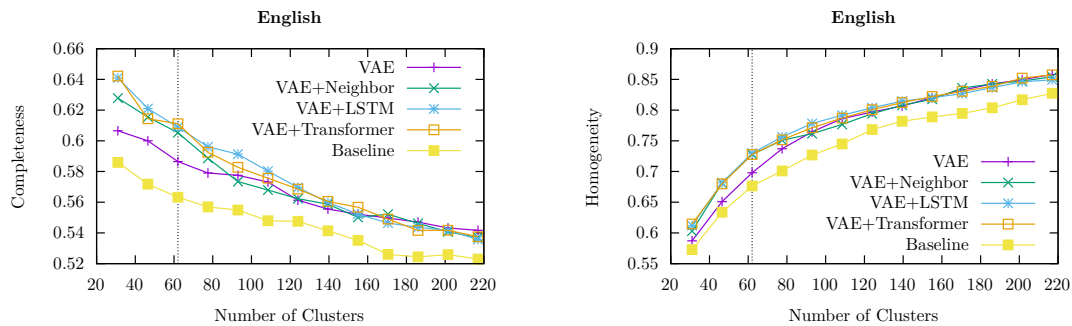 English
Completeness
0.66
0.64
0.62
0.6
0.58
0.56
0.54
0.52
VAE
VAE+Neighbor
VAE+LSTM
VAE+Transformer
Baseline
20 40 60 80 100 120 140 160 180 200 220
Number of Clusters
English
Homogeneity
0.9
0.85
0.8
0.75
0.7
0.65
0.6
0.55
VAE
VAE+Neighbor
VAE+LSTM
VAE+Transformer
Baseline
20 40 60 80 100 120 140 160 180 200 220
Number of Clusters